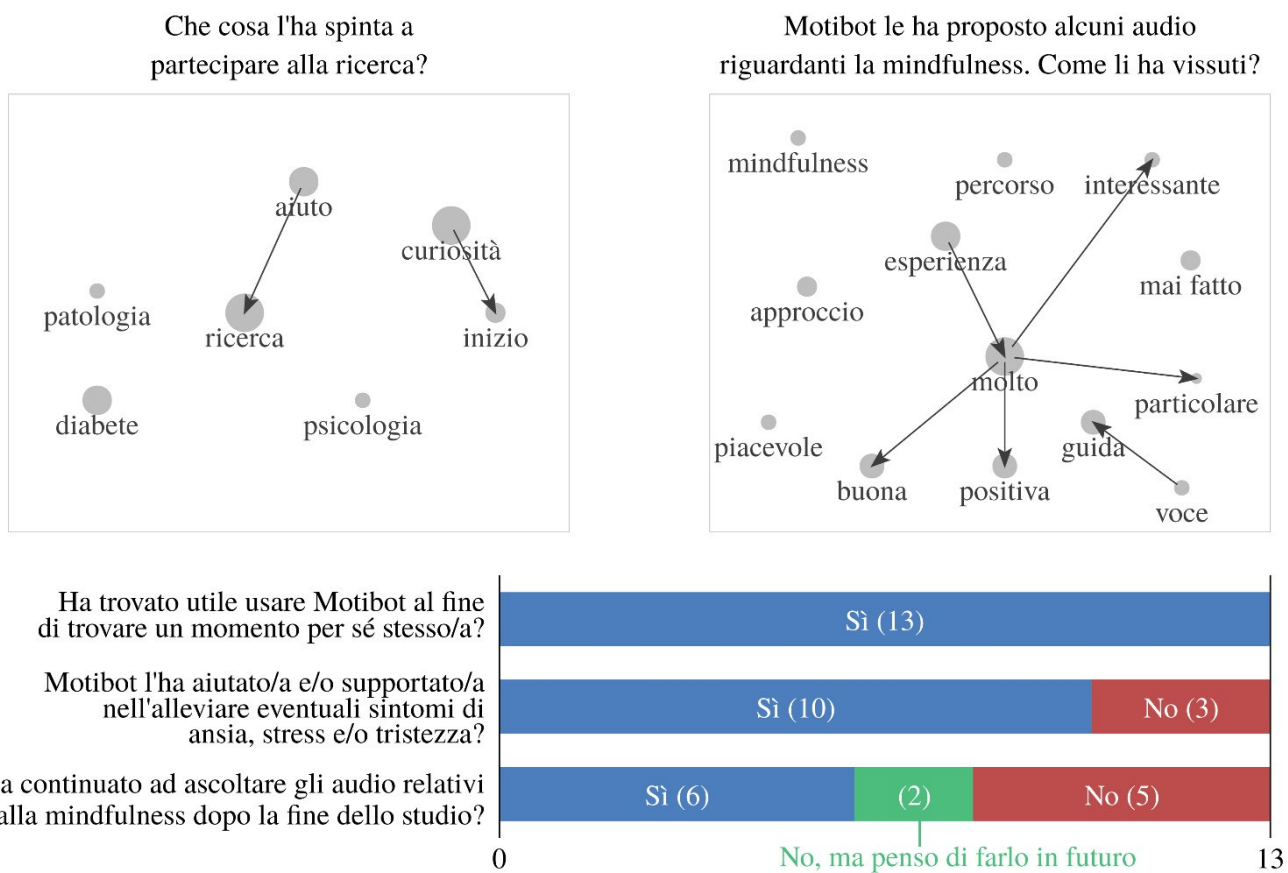 Che cosa l'ha spinta a
partecipare alla ricerca?
aiuto
curiosità
patologia
ricerca
inizio
diabete
psicologia
Motibot le ha proposto alcuni audio
riguardanti la mindfulness. Come li ha vissuti?
mindfulness
percorso
interessante
esperienza
mai fatto
approccio
molto
particolare
piacevole
guida
buona
positiva
voce
Ha trovato utile usare Motibot al fine
di trovare un momento per sé stesso/a?
Sì (13)
Motibot l'ha aiutato/a e/o supportato/a
nell'alleviare eventuali sintomi di
ansia, stress e/o tristezza?
Sì (10)
No (3)
a continuato ad ascoltare gli audio relativi
alla mindfulness dopo la fine dello studio?
Sì (6)
(2)
No (5)
0
No, ma penso di farlo in futuro
13